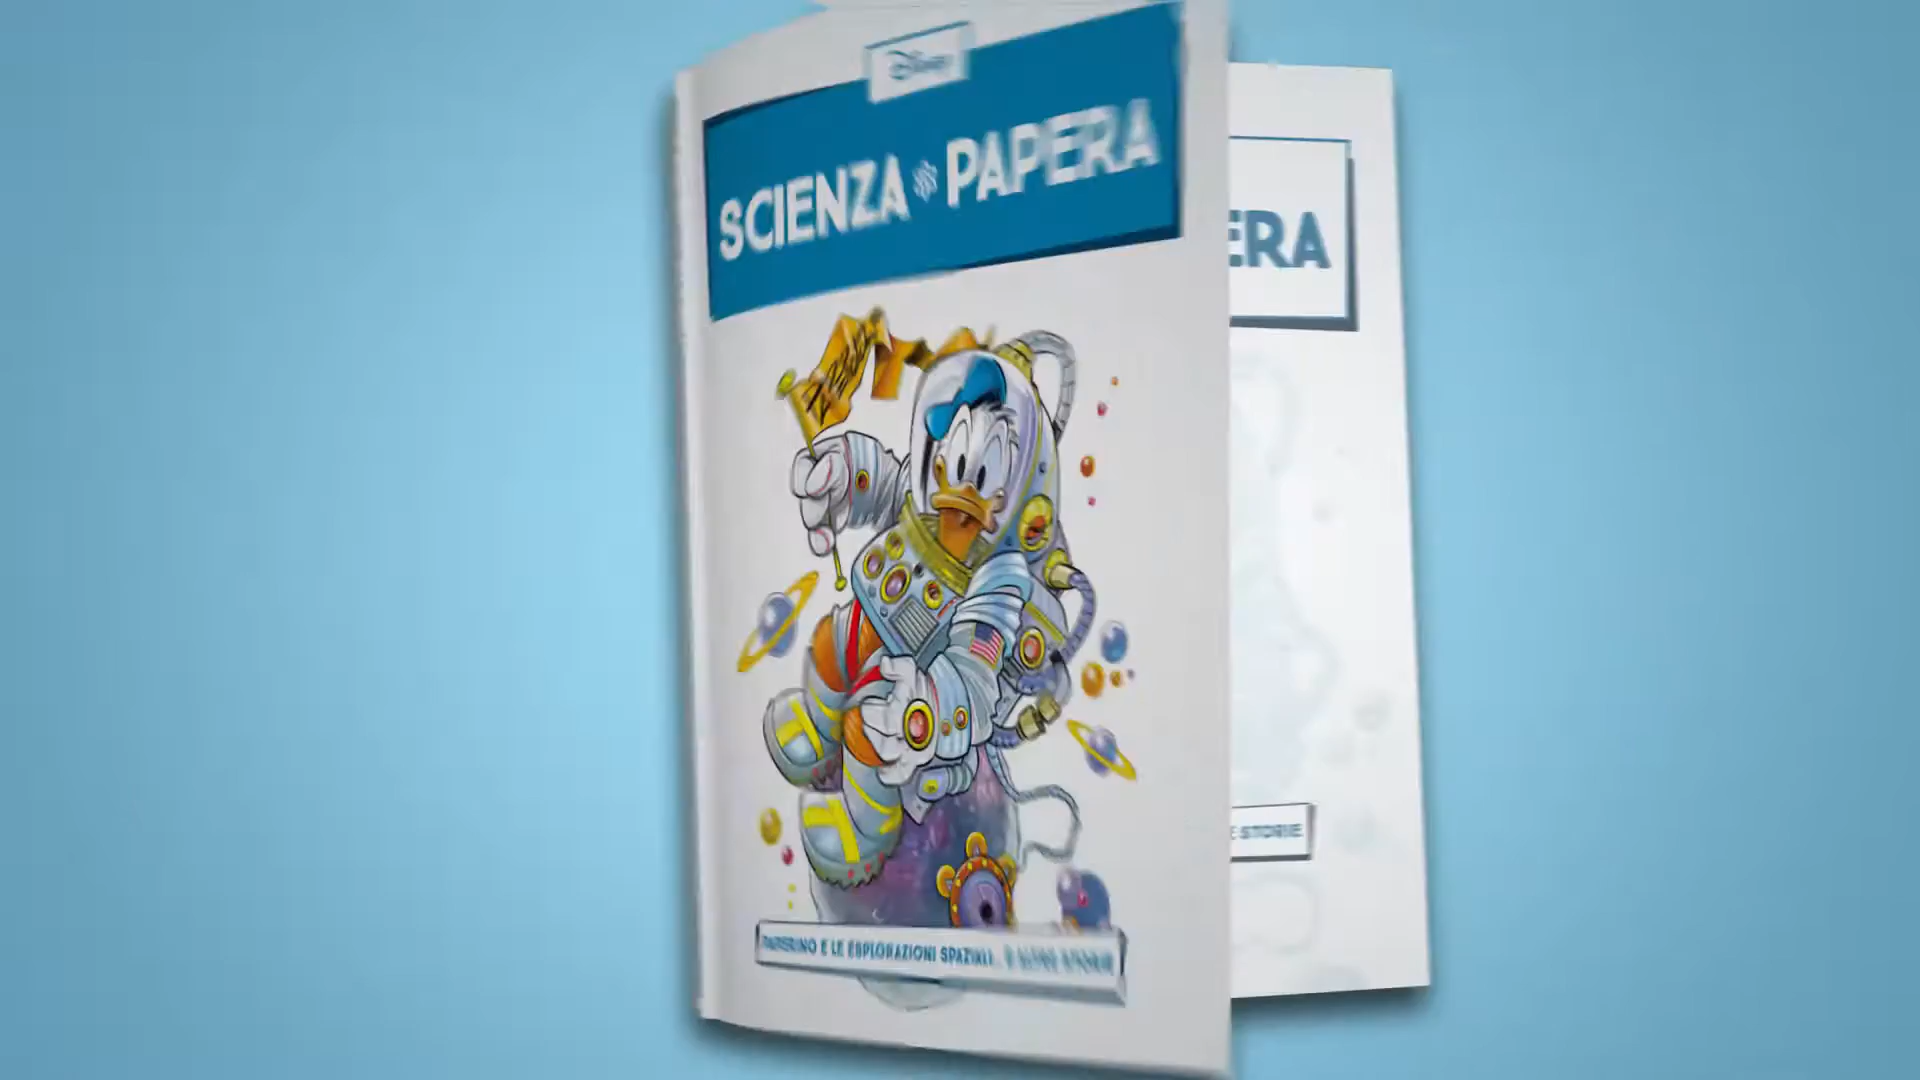 Disney
SCIENZA PAPERA
ERA
PAPERINO E LE ESPLORAZIONI SPAZIALI... E ALTRE STORIE
E STORIE